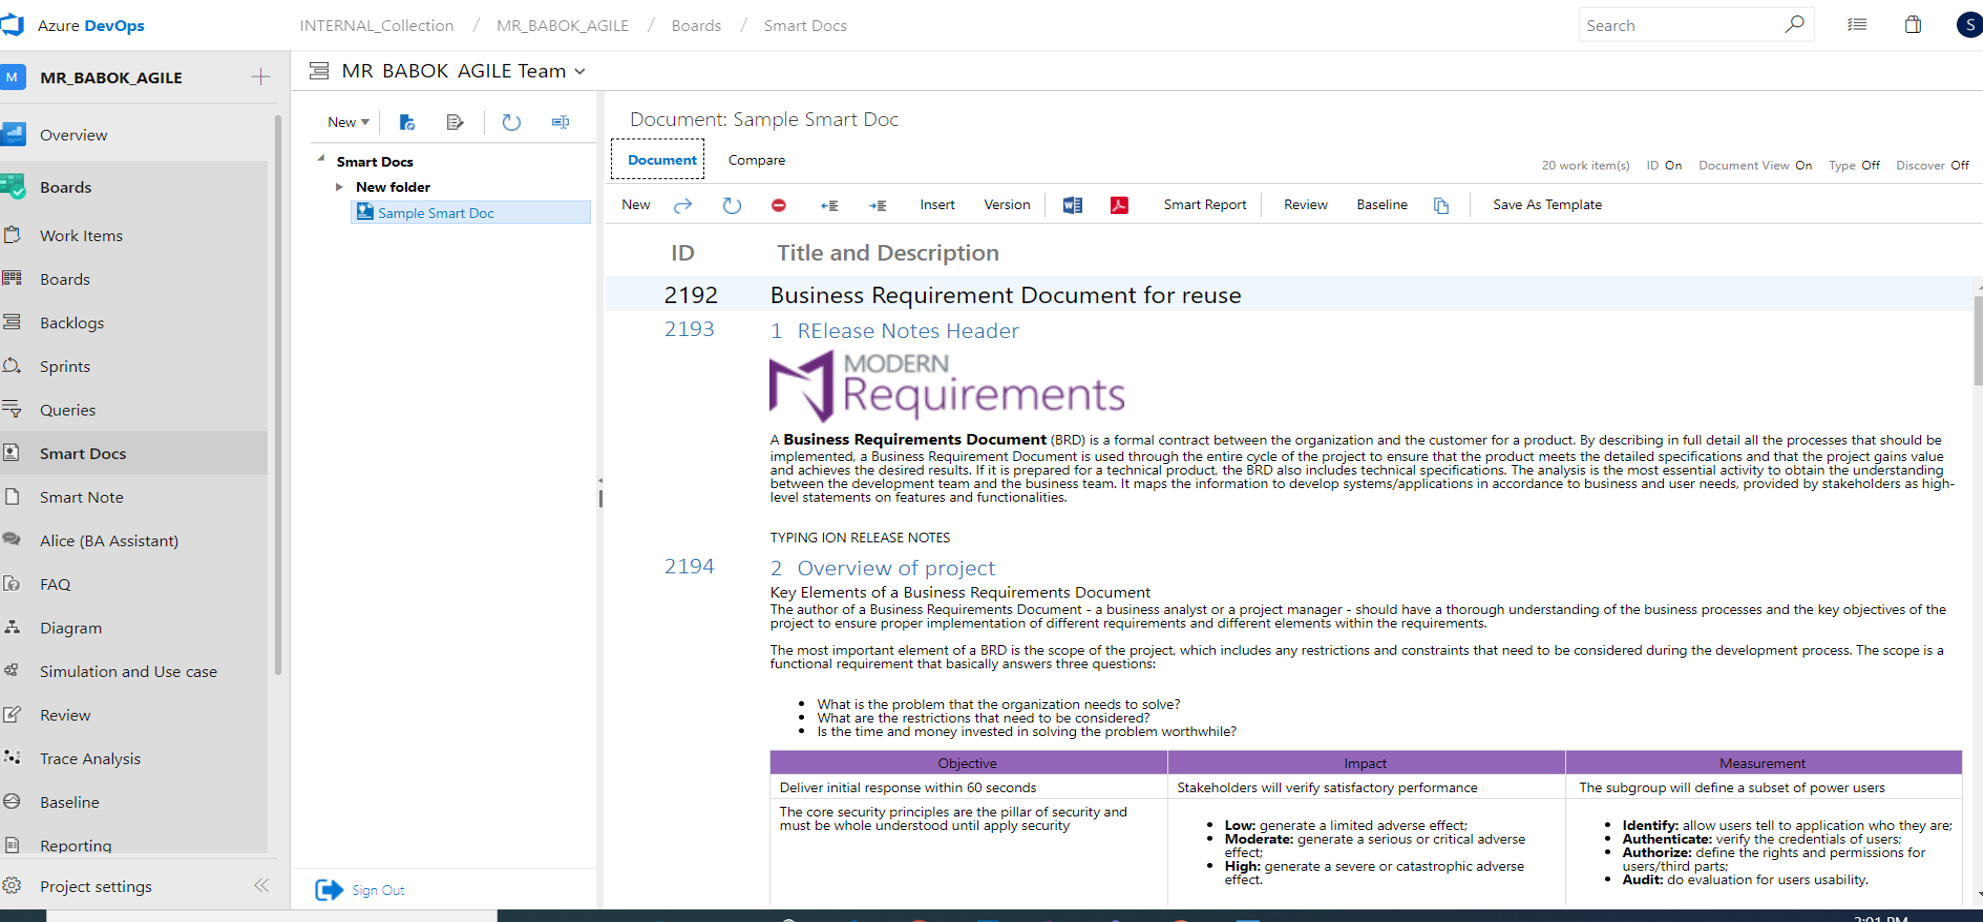 Azure DevOps
INTERNAL_Collection / MR_BABOK_AGILE / Boards / Smart Docs
Search
S
M
MR_BABOK_AGILE
MR BABOK AGILE Team
Overview
Boards
Work Items
Boards
Backlogs
Sprints
Queries
Smart Docs
Smart Note
Alice (BA Assistant)
FAQ
Diagram
Simulation and Use case
Review
Trace Analysis
Baseline
Reporting
Project settings
New
Smart Docs
New folder
Sample Smart Doc
Sign Out
Document: Sample Smart Doc
Document Compare
20 work item(s) ID On Document View On Type Off Discover Off
New Insert Version Smart Report Review Baseline Save As Template
ID Title and Description
2192 Business Requirement Document for reuse
2193 1 RElease Notes Header
MODERN
Requirements
A Business Requirements Document (BRD) is a formal contract between the organization and the customer for a product. By describing in full detail all the processes that should be
implemented, a Business Requirement Document is used through the entire cycle of the project to ensure that the product meets the detailed specifications and that the project gains value
and achieves the desired results. If it is prepared for a technical product, the BRD also includes technical specifications. The analysis is the most essential activity to obtain the understanding
between the development team and the business team. It maps the information to develop systems/applications in accordance to business and user needs, provided by stakeholders as high-
level statements on features and functionalities.
TYPING ION RELEASE NOTES
2194 2 Overview of project
Key Elements of a Business Requirements Document
The author of a Business Requirements Document - a business analyst or a project manager - should have a thorough understanding of the business processes and the key objectives of the
project to ensure proper implementation of different requirements and different elements within the requirements.
The most important element of a BRD is the scope of the project, which includes any restrictions and constraints that need to be considered during the development process. The scope is a
functional requirement that basically answers three questions:
• What is the problem that the organization needs to solve?
• What are the restrictions that need to be considered?
• Is the time and money invested in solving the problem worthwhile?
Objective Impact Measurement
Deliver initial response within 60 seconds Stakeholders will verify satisfactory performance The subgroup will define a subset of power users
The core security principles are the pillar of security and
must be whole understood until apply security
• Low: generate a limited adverse effect;
• Moderate: generate a serious or critical adverse
effect;
• High: generate a severe or catastrophic adverse
effect.
• Identify: allow users tell to application who they are;
• Authenticate: verify the credentials of users;
• Authorize: define the rights and permissions for
users/third parts;
• Audit: do evaluation for users usability.